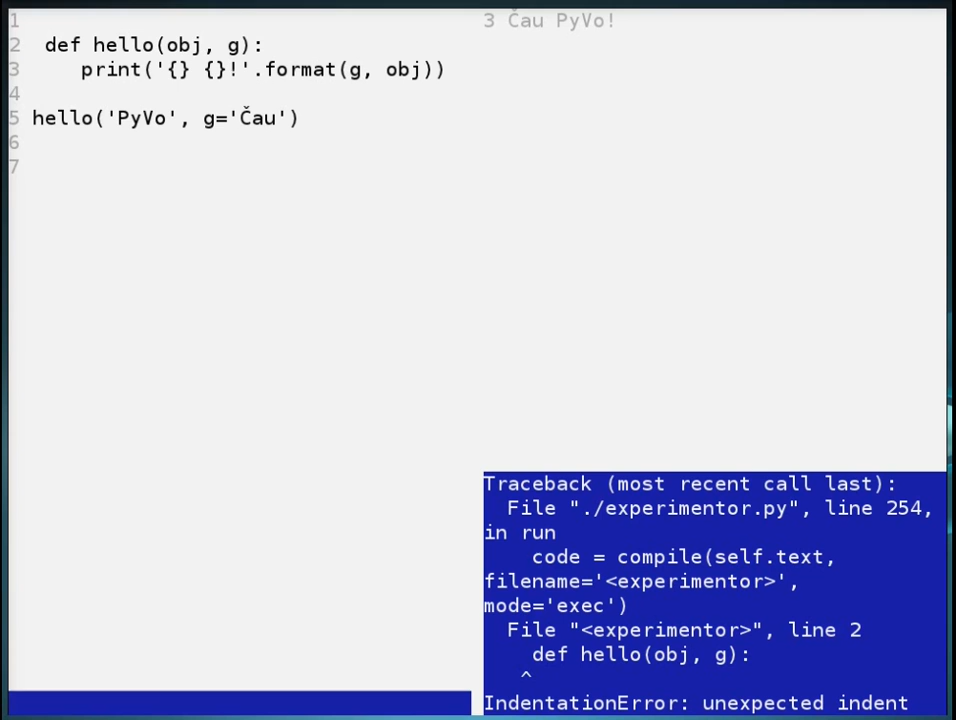 1
2  def hello(obj, g):
3     print('{} {}!'.format(g, obj))
4
5 hello('PyVo', g='Čau')
6
7
3 Čau PyVo!
Traceback (most recent call last):
  File "./experimentor.py", line 254,
in run
    code = compile(self.text,
filename='<experimentor>',
mode='exec')
  File "<experimentor>", line 2
    def hello(obj, g):
   ^
IndentationError: unexpected indent